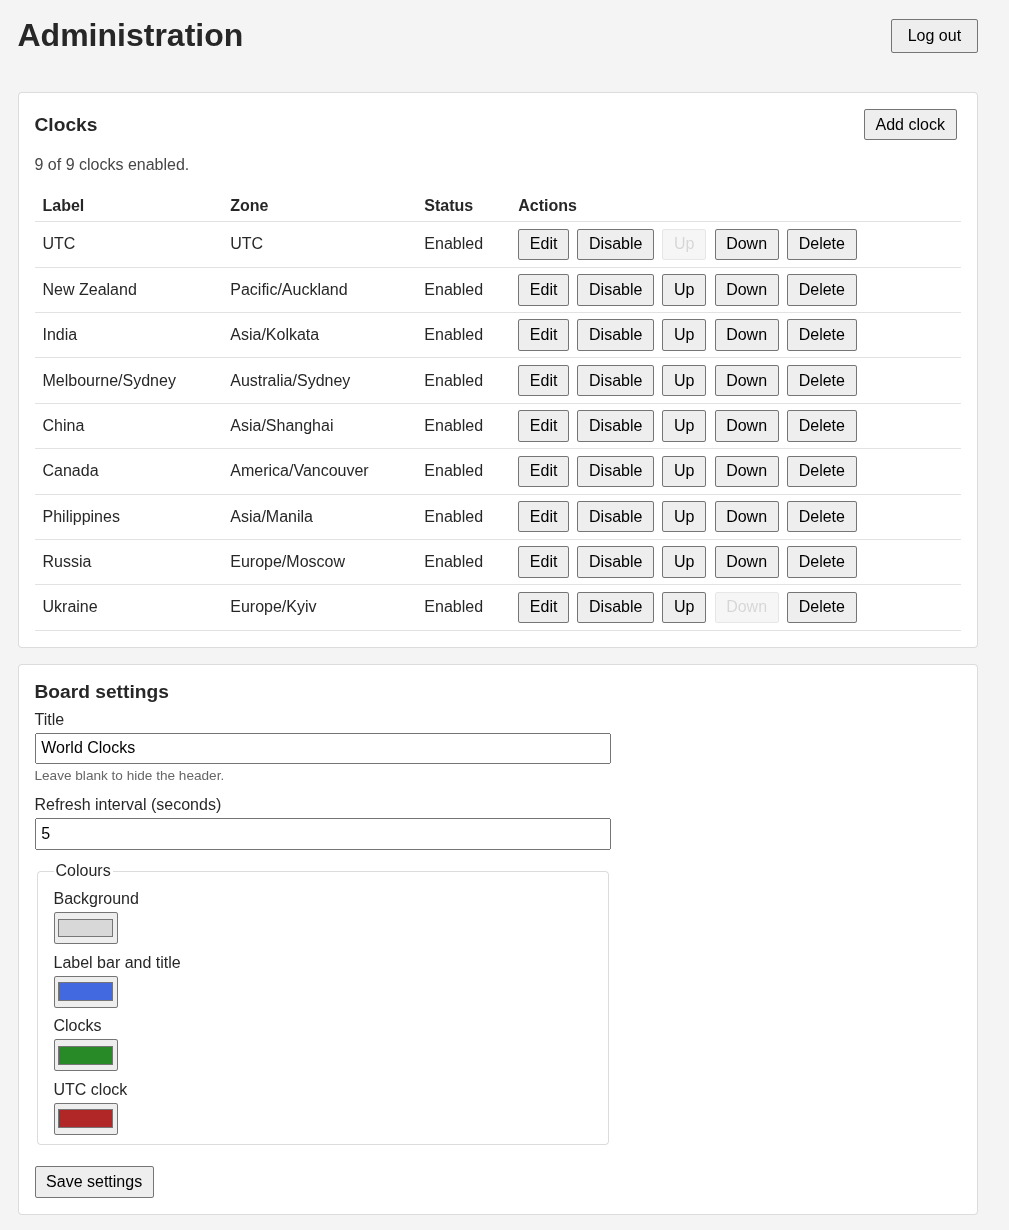 Administration
Log out
Clocks
Add clock
9 of 9 clocks enabled.
Label Zone Status Actions
UTC UTC Enabled Edit Disable Up Down Delete
New Zealand Pacific/Auckland Enabled Edit Disable Up Down Delete
India Asia/Kolkata Enabled Edit Disable Up Down Delete
Melbourne/Sydney Australia/Sydney Enabled Edit Disable Up Down Delete
China Asia/Shanghai Enabled Edit Disable Up Down Delete
Canada America/Vancouver Enabled Edit Disable Up Down Delete
Philippines Asia/Manila Enabled Edit Disable Up Down Delete
Russia Europe/Moscow Enabled Edit Disable Up Down Delete
Ukraine Europe/Kyiv Enabled Edit Disable Up Down Delete
Board settings
Title
World Clocks
Leave blank to hide the header.
Refresh interval (seconds)
5
Colours
Background
Label bar and title
Clocks
UTC clock
Save settings